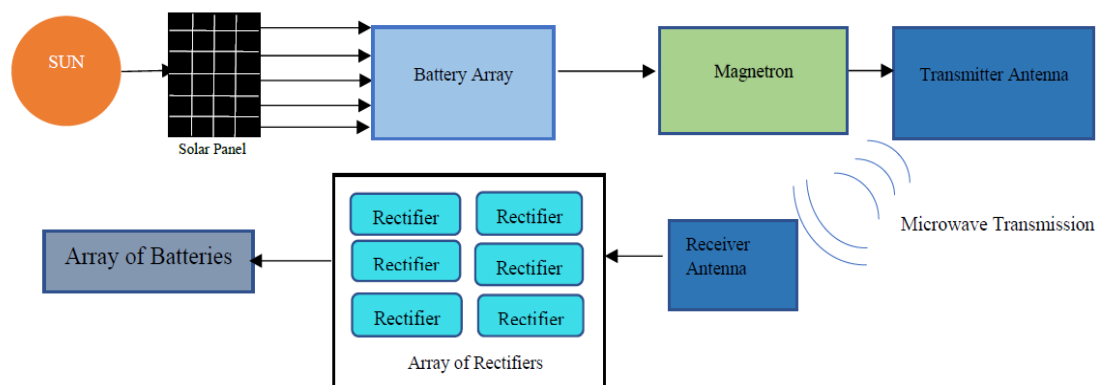 SUN
Solar Panel
Battery Array
Magnetron
Transmitter Antenna
Microwave Transmission
Receiver
Antenna
Rectifier
Rectifier
Rectifier
Rectifier
Rectifier
Rectifier
Array of Rectifiers
Array of Batteries